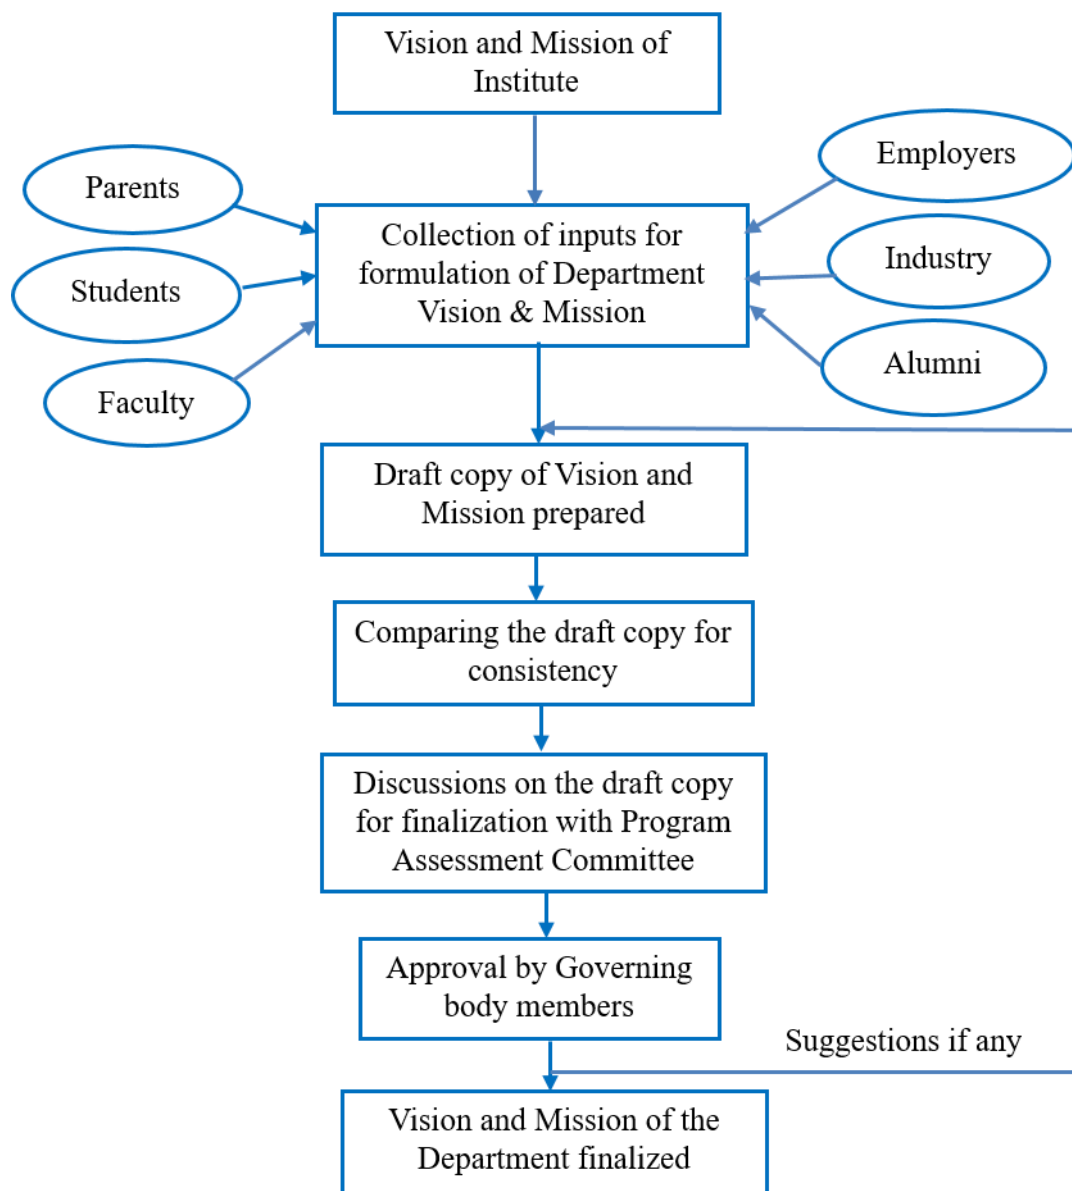 Vision and Mission of
Institute
Parents
Employers
Collection of inputs for
formulation of Department
Vision & Mission
Students
Industry
Faculty
Alumni
Draft copy of Vision and
Mission prepared
Comparing the draft copy for
consistency
Discussions on the draft copy
for finalization with Program
Assessment Committee
Approval by Governing
body members
Suggestions if any
Vision and Mission of the
Department finalized